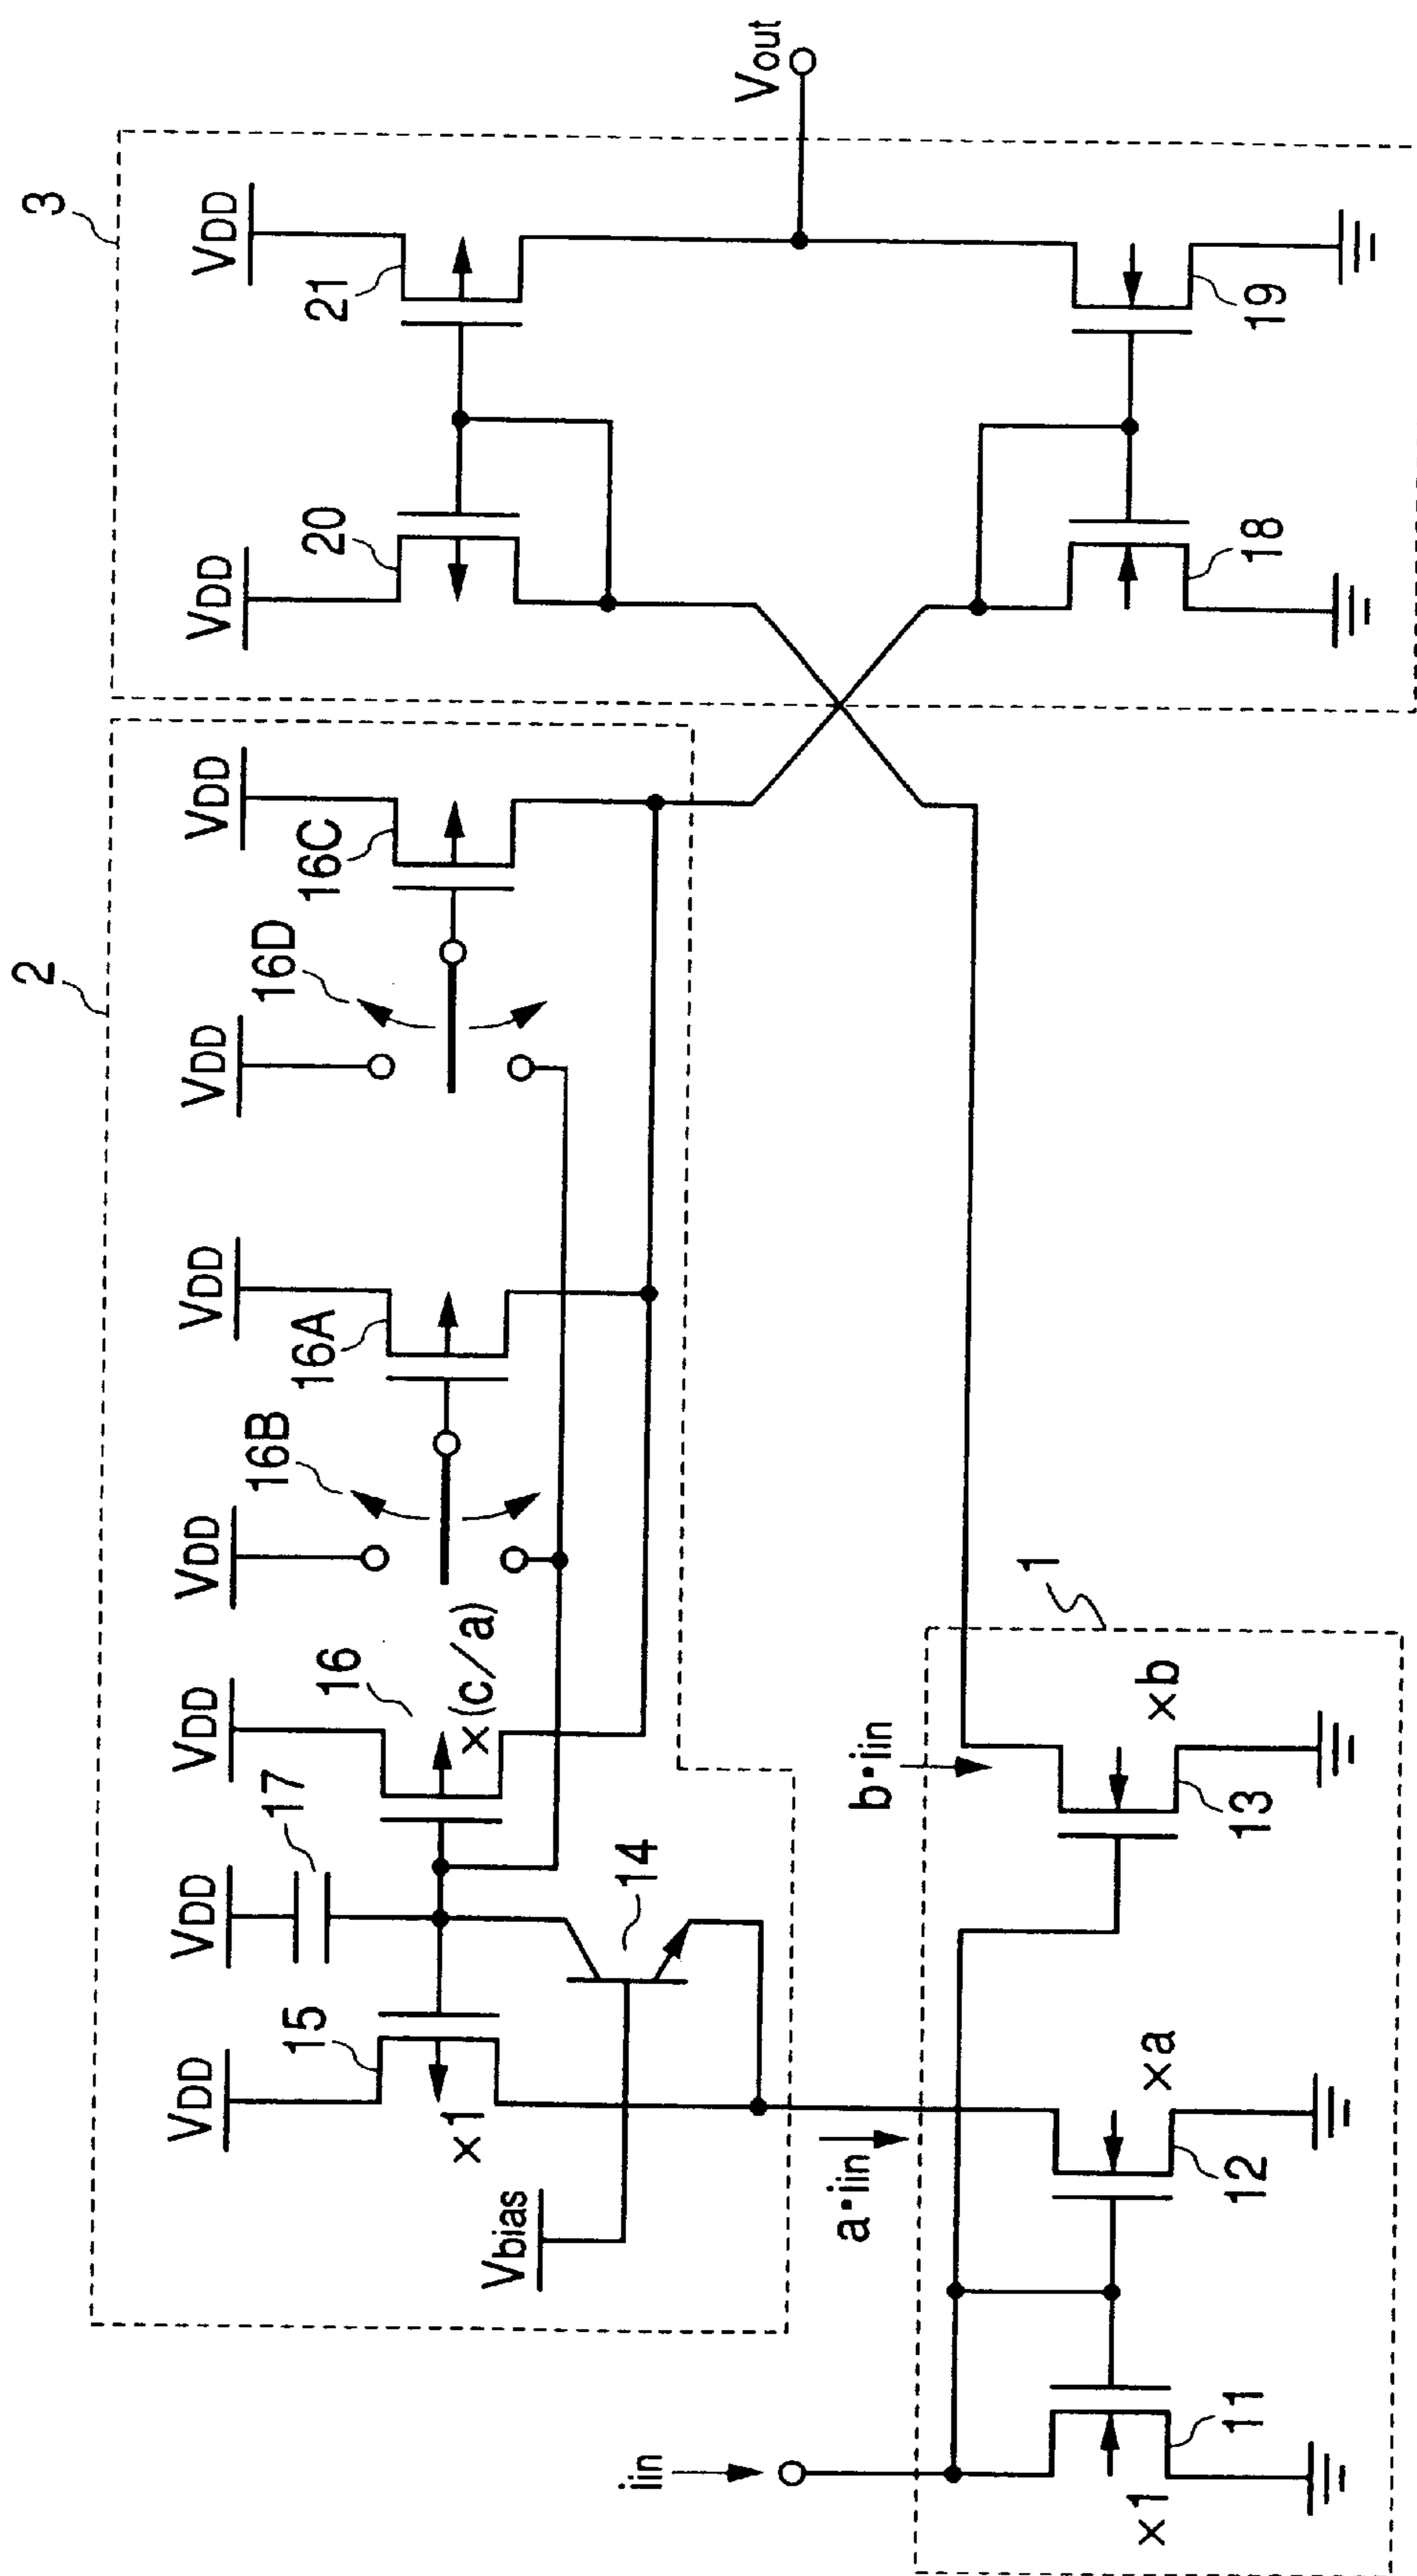 2
3
VDD
VDD
VDD
VDD
VDD
VDD
VDD
VDD
VDD
15
17
16
16B
16A
16D
16C
20
21
×1
×(c/a)
14
Vbias
Vout
iin
a•iin
b•iin
1
×1
11
×a
12
×b
13
18
19